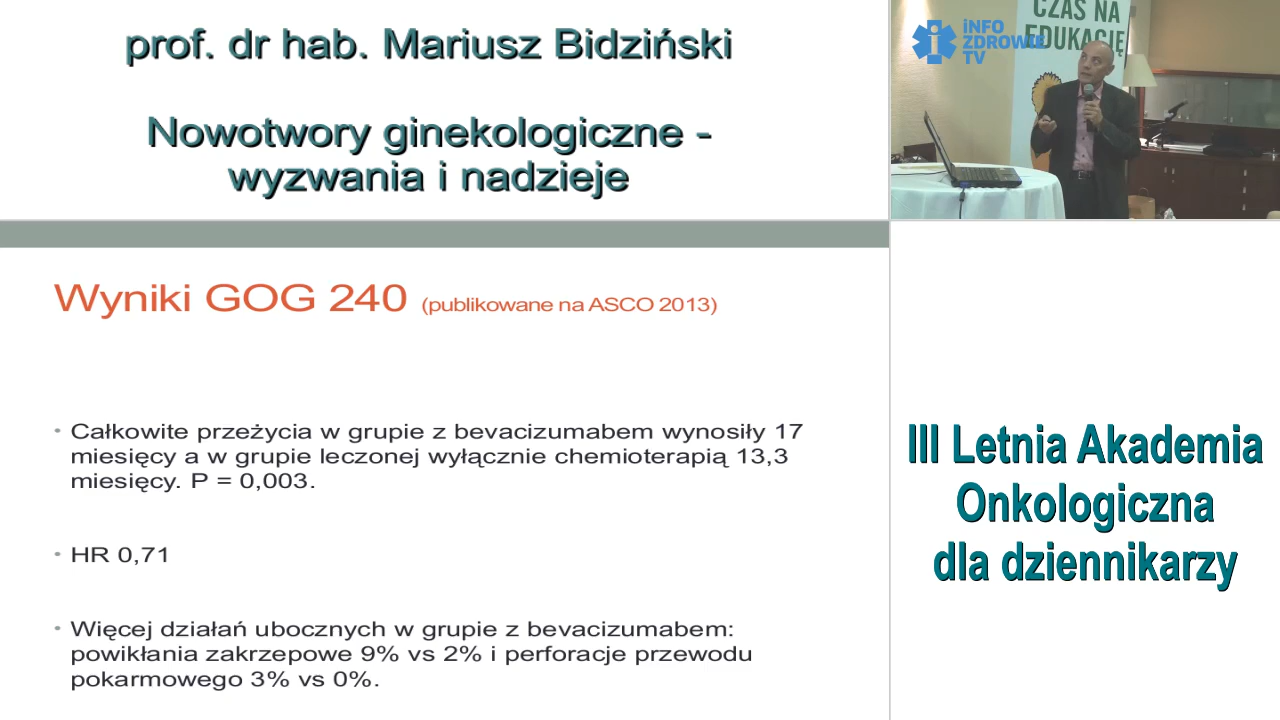 prof. dr hab. Mariusz Bidziński
Nowotwory ginekologiczne -
wyzwania i nadzieje
iNFO
ZDROWIE
TV
CZAS NA
EDUKACJĘ
Wyniki GOG 240 (publikowane na ASCO 2013)
• Całkowite przeżycia w grupie z bevacizumabem wynosiły 17
miesięcy a w grupie leczonej wyłącznie chemioterapią 13,3
miesięcy. P = 0,003.
• HR 0,71
• Więcej działań ubocznych w grupie z bevacizumabem:
powikłania zakrzepowe 9% vs 2% i perforacje przewodu
pokarmowego 3% vs 0%.
III Letnia Akademia
Onkologiczna
dla dziennikarzy